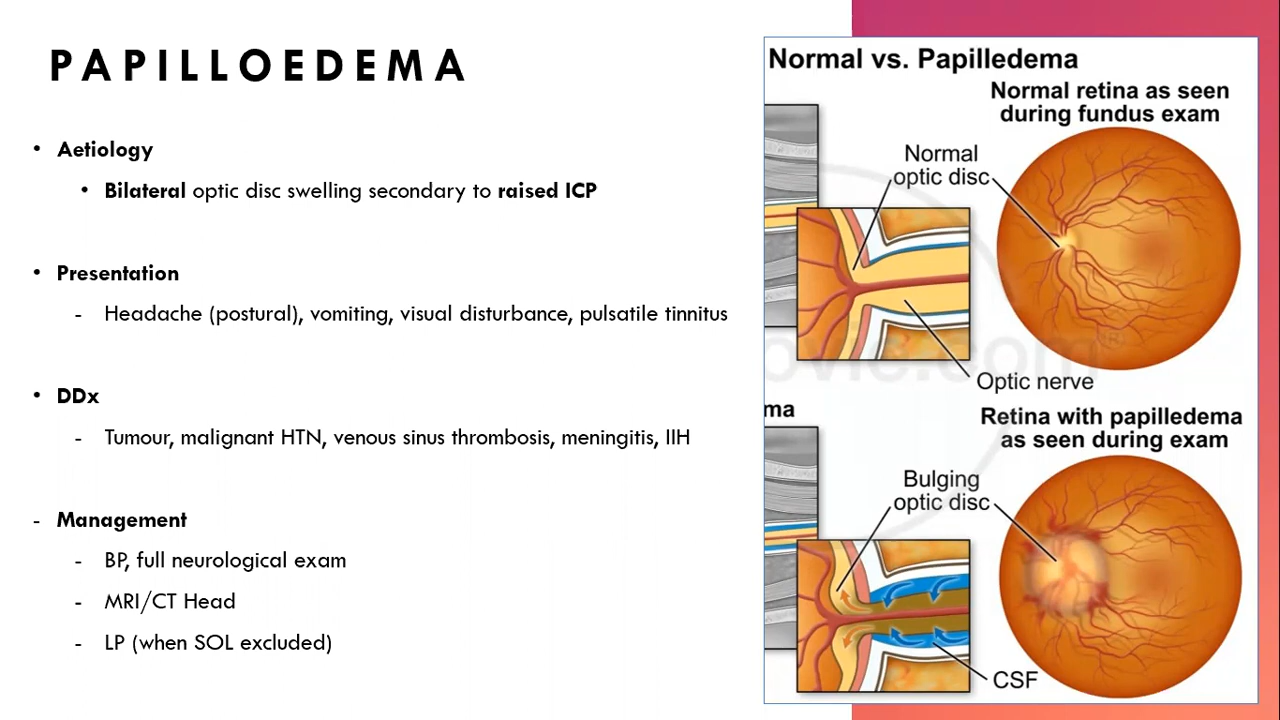 PAPILLOEDEMA
• Aetiology
• Bilateral optic disc swelling secondary to raised ICP
• Presentation
- Headache (postural), vomiting, visual disturbance, pulsatile tinnitus
• DDx
- Tumour, malignant HTN, venous sinus thrombosis, meningitis, IIH
- Management
- BP, full neurological exam
- MRI/CT Head
- LP (when SOL excluded)
Normal vs. Papilledema
Normal retina as seen
during fundus exam
Normal
optic disc
Optic nerve
ma
Retina with papilledema
as seen during exam
Bulging
optic disc
CSF